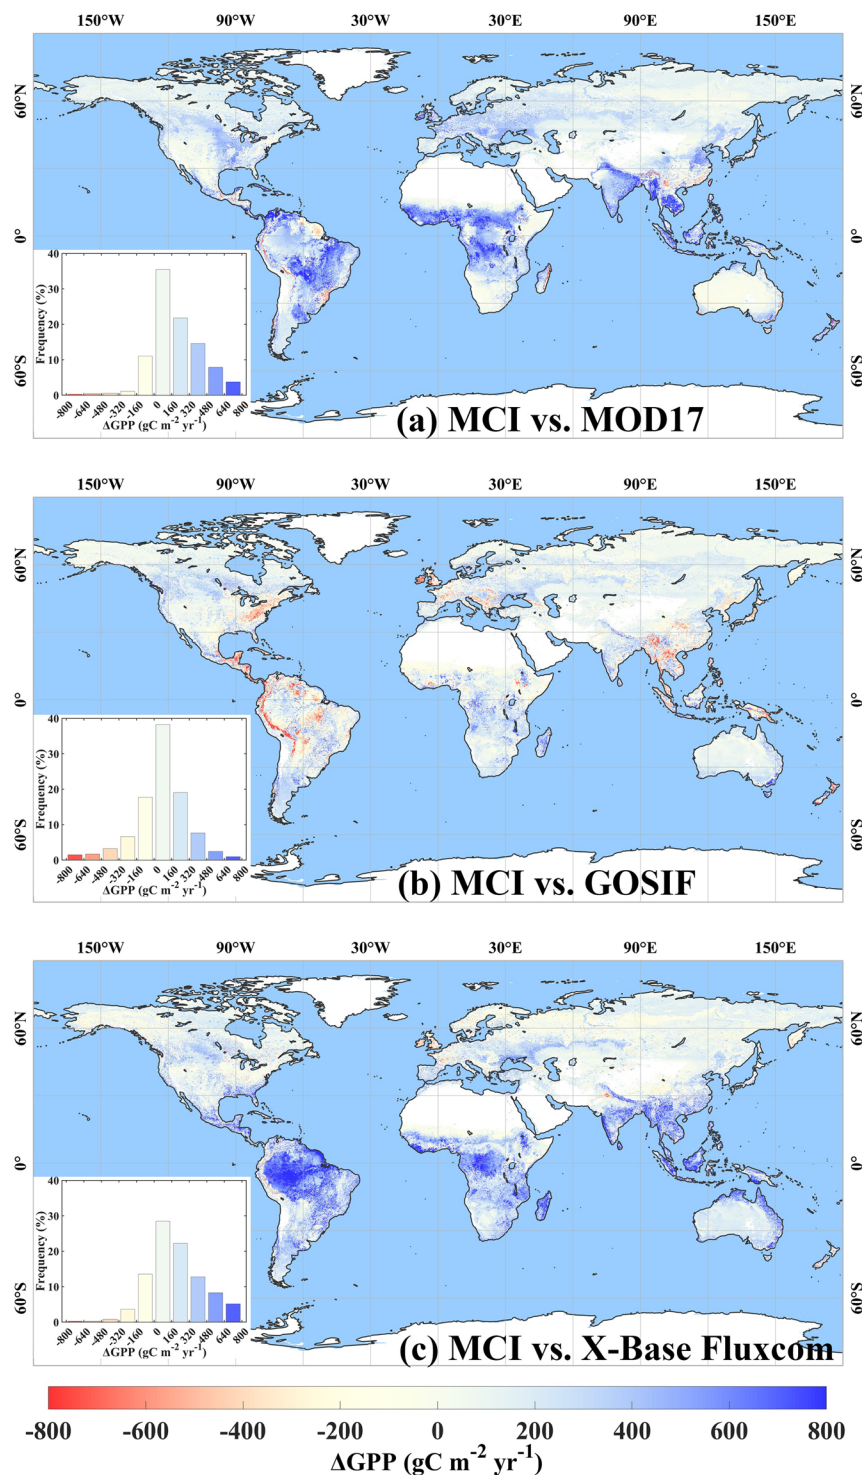 150°W 90°W 30°W 30°E 90°E 150°E
60°N 60°N
0° 0°
60°S 60°S
40
30
20
10
0
Frequency (%)
-800 -640 -480 -320 -160 0 160 320 480 640 800
ΔGPP (gC m⁻² yr⁻¹)
(a) MCI vs. MOD17
150°W 90°W 30°W 30°E 90°E 150°E
60°N 60°N
0° 0°
60°S 60°S
40
30
20
10
0
Frequency (%)
-800 -640 -480 -320 -160 0 160 320 480 640 800
ΔGPP (gC m⁻² yr⁻¹)
(b) MCI vs. GOSIF
150°W 90°W 30°W 30°E 90°E 150°E
60°N 60°N
0° 0°
60°S 60°S
40
30
20
10
0
Frequency (%)
-800 -640 -480 -320 -160 0 160 320 480 640 800
ΔGPP (gC m⁻² yr⁻¹)
(c) MCI vs. X-Base Fluxcom
-800 -600 -400 -200 0 200 400 600 800
ΔGPP (gC m⁻² yr⁻¹)